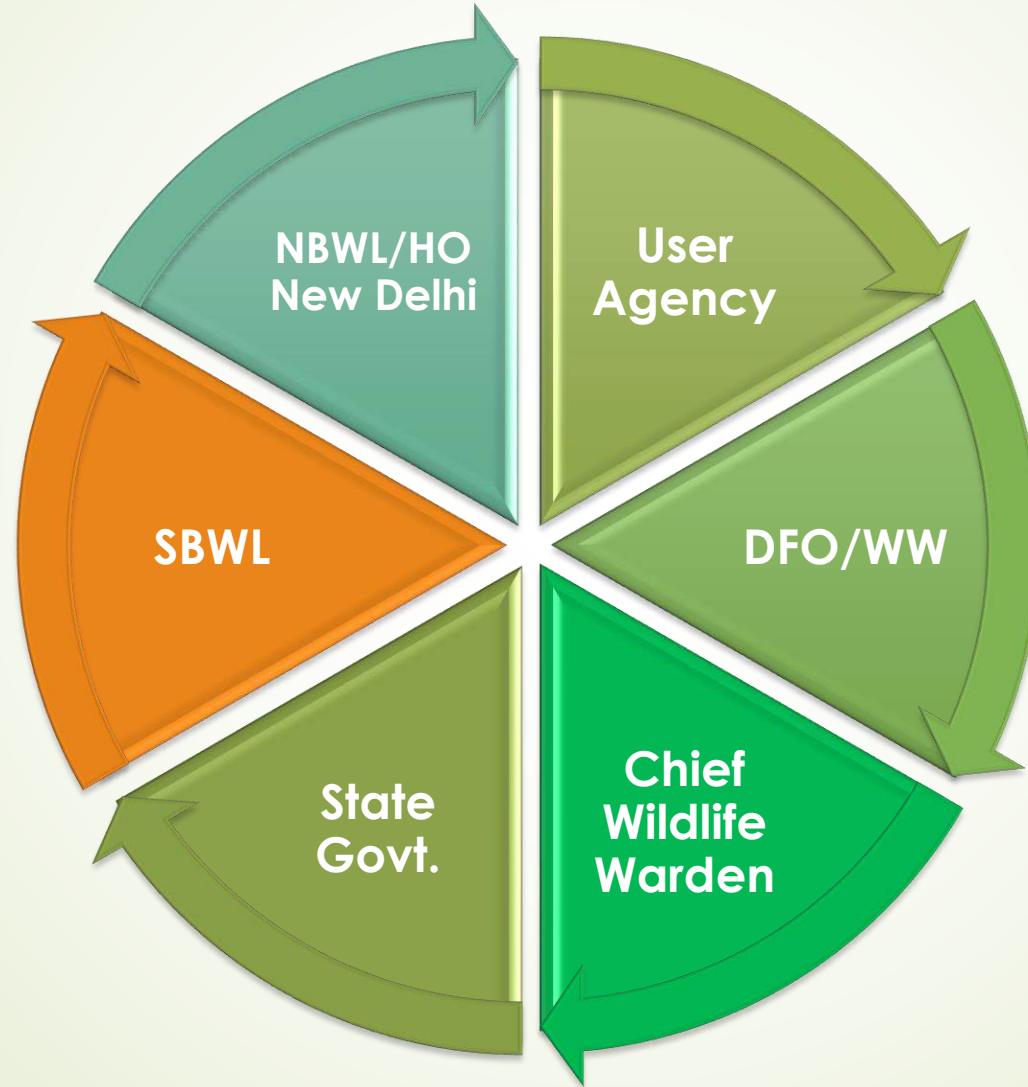 User
Agency
DFO/WW
Chief
Wildlife
Warden
State
Govt.
SBWL
NBWL/HO
New Delhi